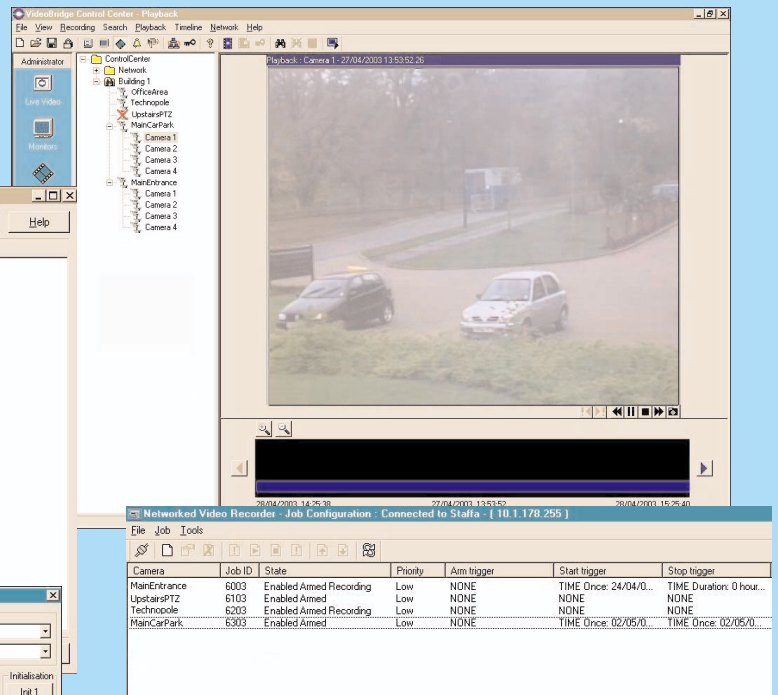 VideoBridge Control Center - Playback
File View Recording Search Playback Timeline Network Help
Administrator
Live Video
Monitors
ControlCenter
Network
Building 1
OfficeArea
Technopole
UpstairsPTZ
MainCarPark
Camera 1
Camera 2
Camera 3
Camera 4
MainEntrance
Camera 1
Camera 2
Camera 3
Camera 4
Playback : Camera 1 - 27/04/2003 13:53:52.26
28/04/2003 14:25:38 27/04/2003 13:53:52 28/04/2003 15:25:40
Help
Initialisation
Init 1
Networked Video Recorder - Job Configuration : Connected to Staffa - ( 10.1.178.255 )
File Job Tools
Camera Job ID State Priority Arm trigger Start trigger Stop trigger
MainEntrance 6003 Enabled Armed Recording Low NONE TIME Once: 24/04/0... TIME Duration: 0 hour...
UpstairsPTZ 6103 Enabled Armed Low NONE NONE NONE
Technopole 6203 Enabled Armed Recording Low NONE NONE NONE
MainCarPark 6303 Enabled Armed Low NONE TIME Once: 02/05/0... TIME Once: 02/05/0...